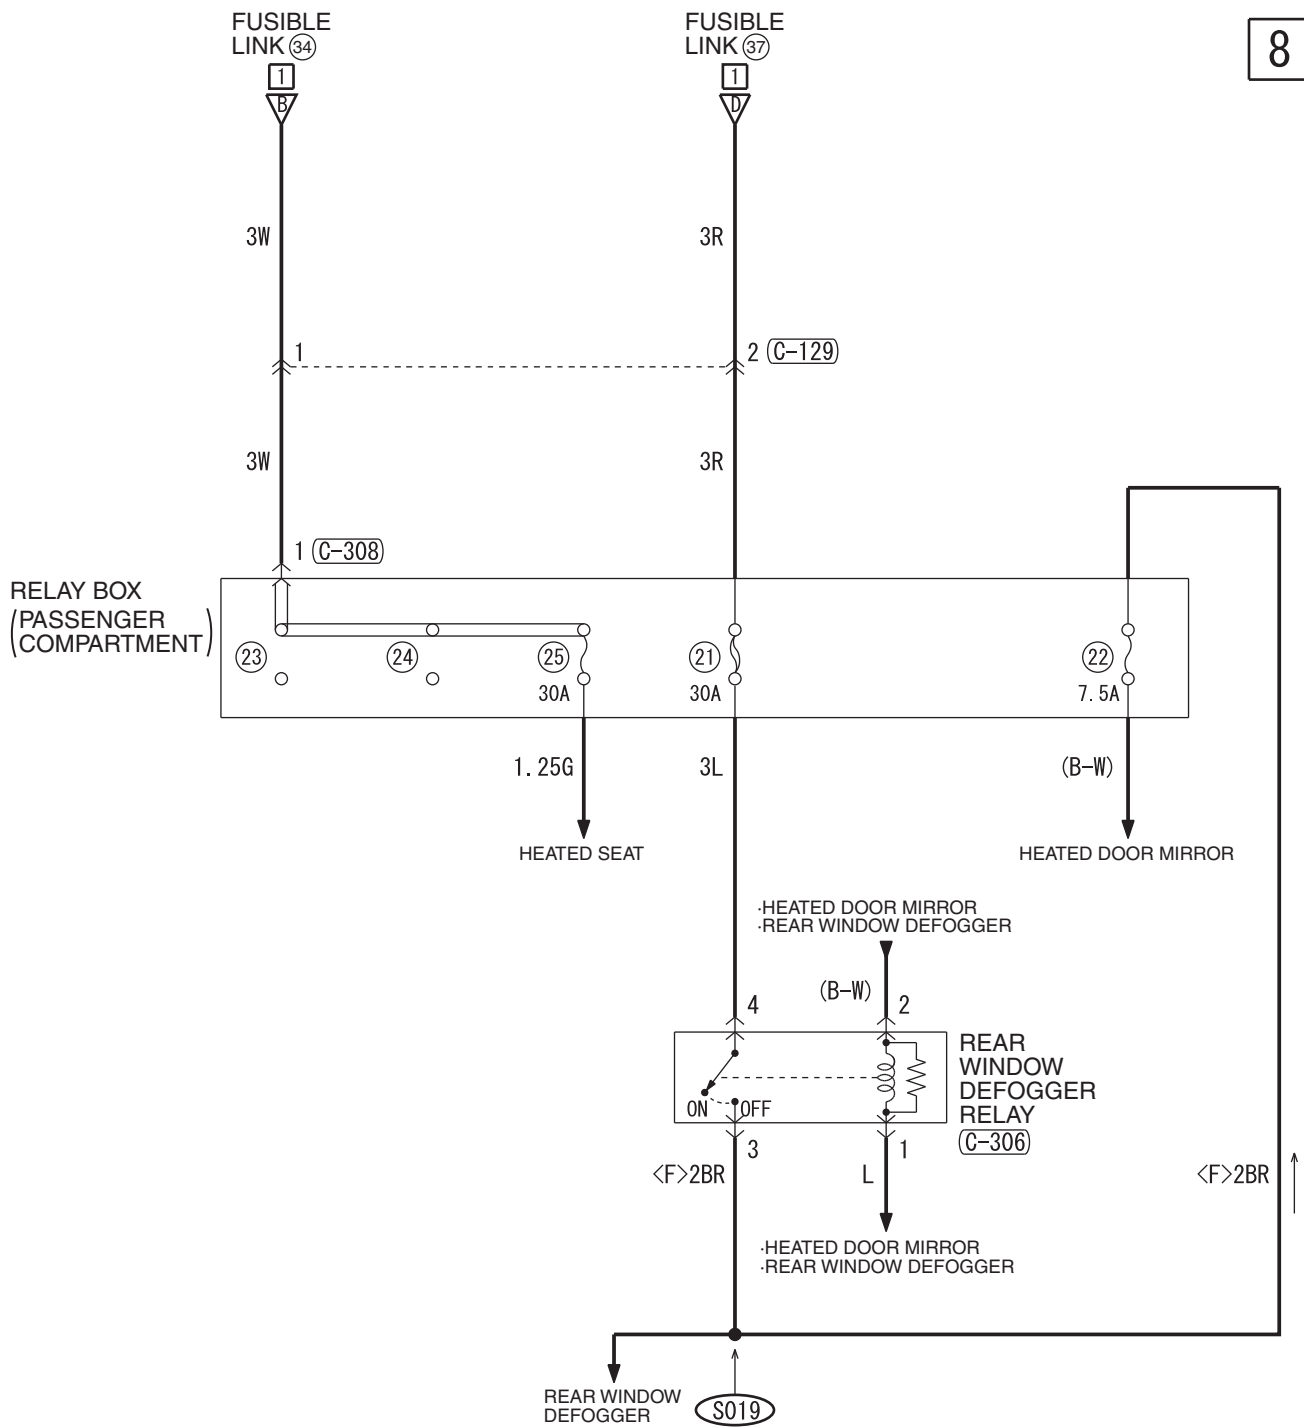 FUSIBLE
LINK 34
1
B
FUSIBLE
LINK 37
1
D
8
3W
3R
1
2 C-129
3W
3R
1 C-308
RELAY BOX
(PASSENGER
COMPARTMENT)
23
24
25
30A
21
30A
22
7.5A
1.25G
3L
(B-W)
HEATED SEAT
HEATED DOOR MIRROR
·HEATED DOOR MIRROR
·REAR WINDOW DEFOGGER
(B-W)
4
2
ON
OFF
REAR
WINDOW
DEFOGGER
RELAY
C-306
3
1
<F>2BR
L
<F>2BR
·HEATED DOOR MIRROR
·REAR WINDOW DEFOGGER
REAR WINDOW
DEFOGGER
S019